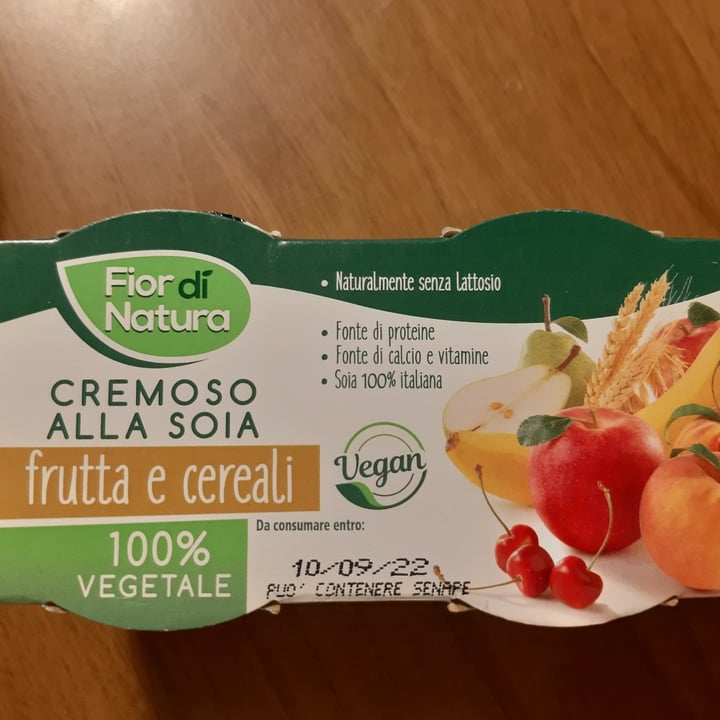 Fior di
Natura
CREMOSO
ALLA SOIA
frutta e cereali
100%
VEGETALE
• Naturalmente senza lattosio
• Fonte di proteine
• Fonte di calcio e vitamine
• Soia 100% italiana
Vegan
Da consumare entro:
10/09/22
PUO' CONTENERE SENAPE